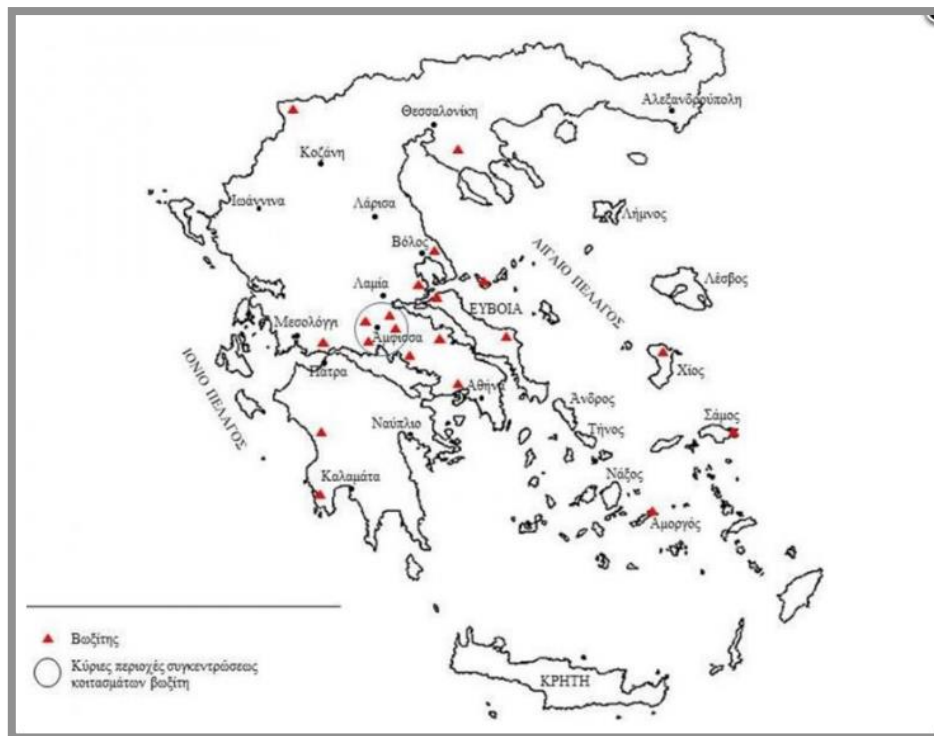 Αλεξανδρούπολη
Θεσσαλονίκη
Κοζάνη
Ιωάννινα
Λάρισα
Λήμνος
Βόλος
ΑΙΓΑΙΟ ΠΕΛΑΓΟΣ
Λέσβος
Λαμία
ΕΥΒΟΙΑ
Μεσολόγγι
Άμφισσα
ΙΟΝΙΟ ΠΕΛΑΓΟΣ
Πάτρα
Χίος
Αθήνα
Άνδρος
Σάμος
Ναύπλιο
Τήνος
Καλαμάτα
Νάξος
Αμοργός
Βωξίτης
Κύριες περιοχές συγκεντρώσεως
κοιτασμάτων βωξίτη
ΚΡΗΤΗ